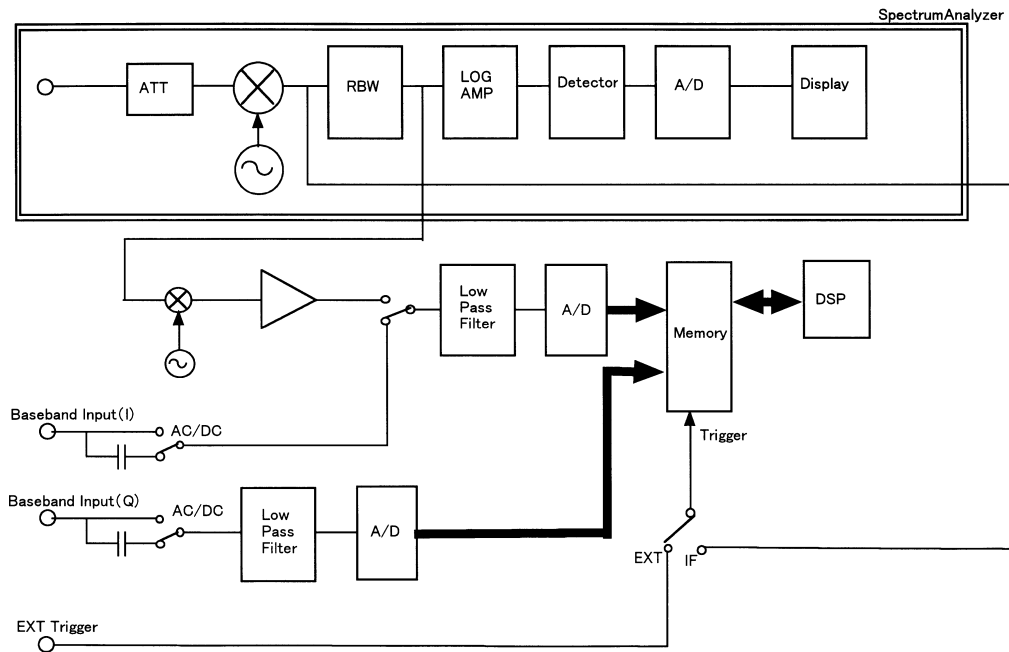 SpectrumAnalyzer
ATT
RBW
LOG
AMP
Detector
A/D
Display
Low
Pass
Filter
A/D
Memory
DSP
Baseband Input(I)
AC/DC
Trigger
Baseband Input(Q)
AC/DC
Low
Pass
Filter
A/D
EXT
IF
EXT Trigger